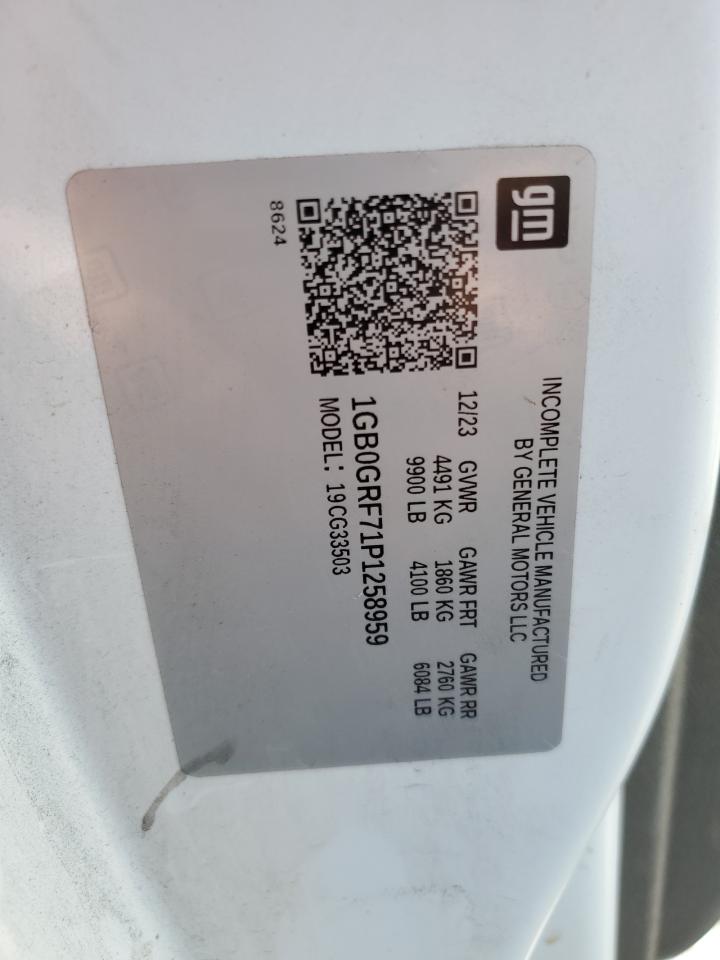 gm
INCOMPLETE VEHICLE MANUFACTURED
BY GENERAL MOTORS LLC
12/23 GVWR GAWR FRT GAWR RR
4491 KG 1860 KG 2760 KG
9900 LB 4100 LB 6084 LB
1GB0GRF71P1258959
MODEL: 19CG33503
8624